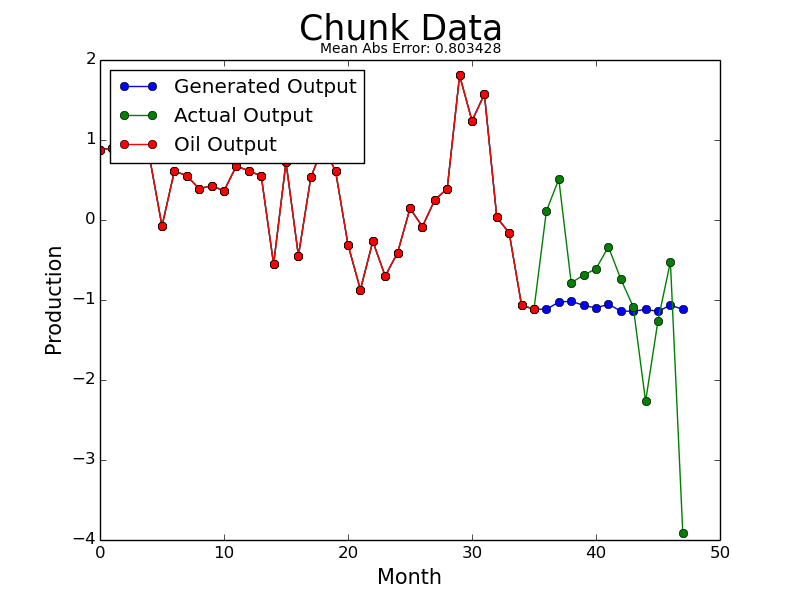 Chunk Data
Mean Abs Error: 0.803428
Generated Output
Actual Output
Oil Output
Production
2
1
0
−1
−2
−3
−4
0 10 20 30 40 50
Month